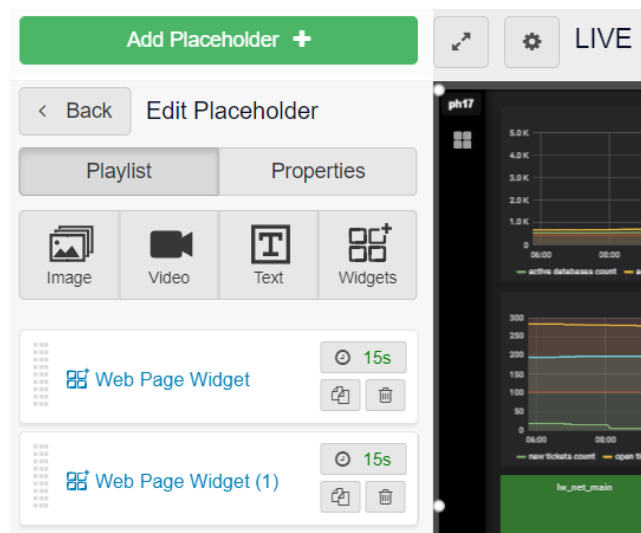 Add Placeholder
LIVE
Back
Edit Placeholder
ph17
Playlist
Properties
Image
Video
Text
Widgets
Web Page Widget
15s
Web Page Widget (1)
15s
5.0 K
4.0 K
3.0 K
2.0 K
1.0 K
0
06:00
08:00
active databases count
300
250
200
150
100
50
0
06:00
08:00
new tickets count
open ti
lw_net_main